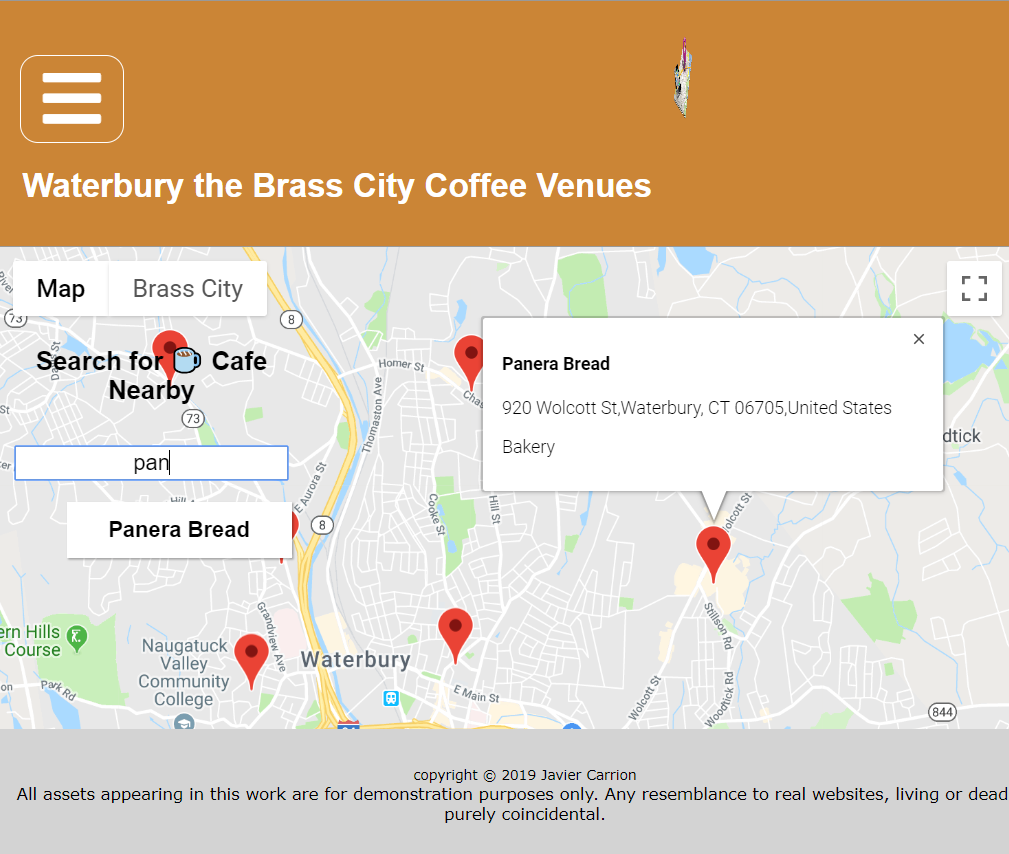 Waterbury the Brass City Coffee Venues
Map
Brass City
73
8
Search for Cafe
Nearby
Homer St
Thomaston Ave
73
pan
E Aurora St
8
Panera Bread
Cooke St
Hill St
Panera Bread
920 Wolcott St,Waterbury, CT 06705,United States
Bakery
dtick
olcott St
Stillson Rd
Grandview Ave
ern Hills
Course
Naugatuck
Valley
Community
College
Waterbury
E Main St
Park Rd
Wolcott St
Woodtick Rd
844
copyright © 2019 Javier Carrion
All assets appearing in this work are for demonstration purposes only. Any resemblance to real websites, living or dead
purely coincidental.